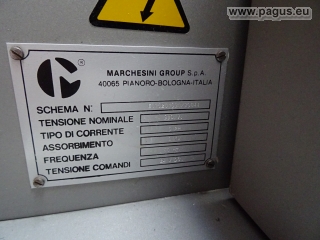 www.pagus.eu
®
MARCHESINI GROUP S.p.A.
40065 PIANORO-BOLOGNA-ITALIA
SCHEMA N°:
TENSIONE NOMINALE
TIPO DI CORRENTE
ASSORBIMENTO
FREQUENZA
TENSIONE COMANDI